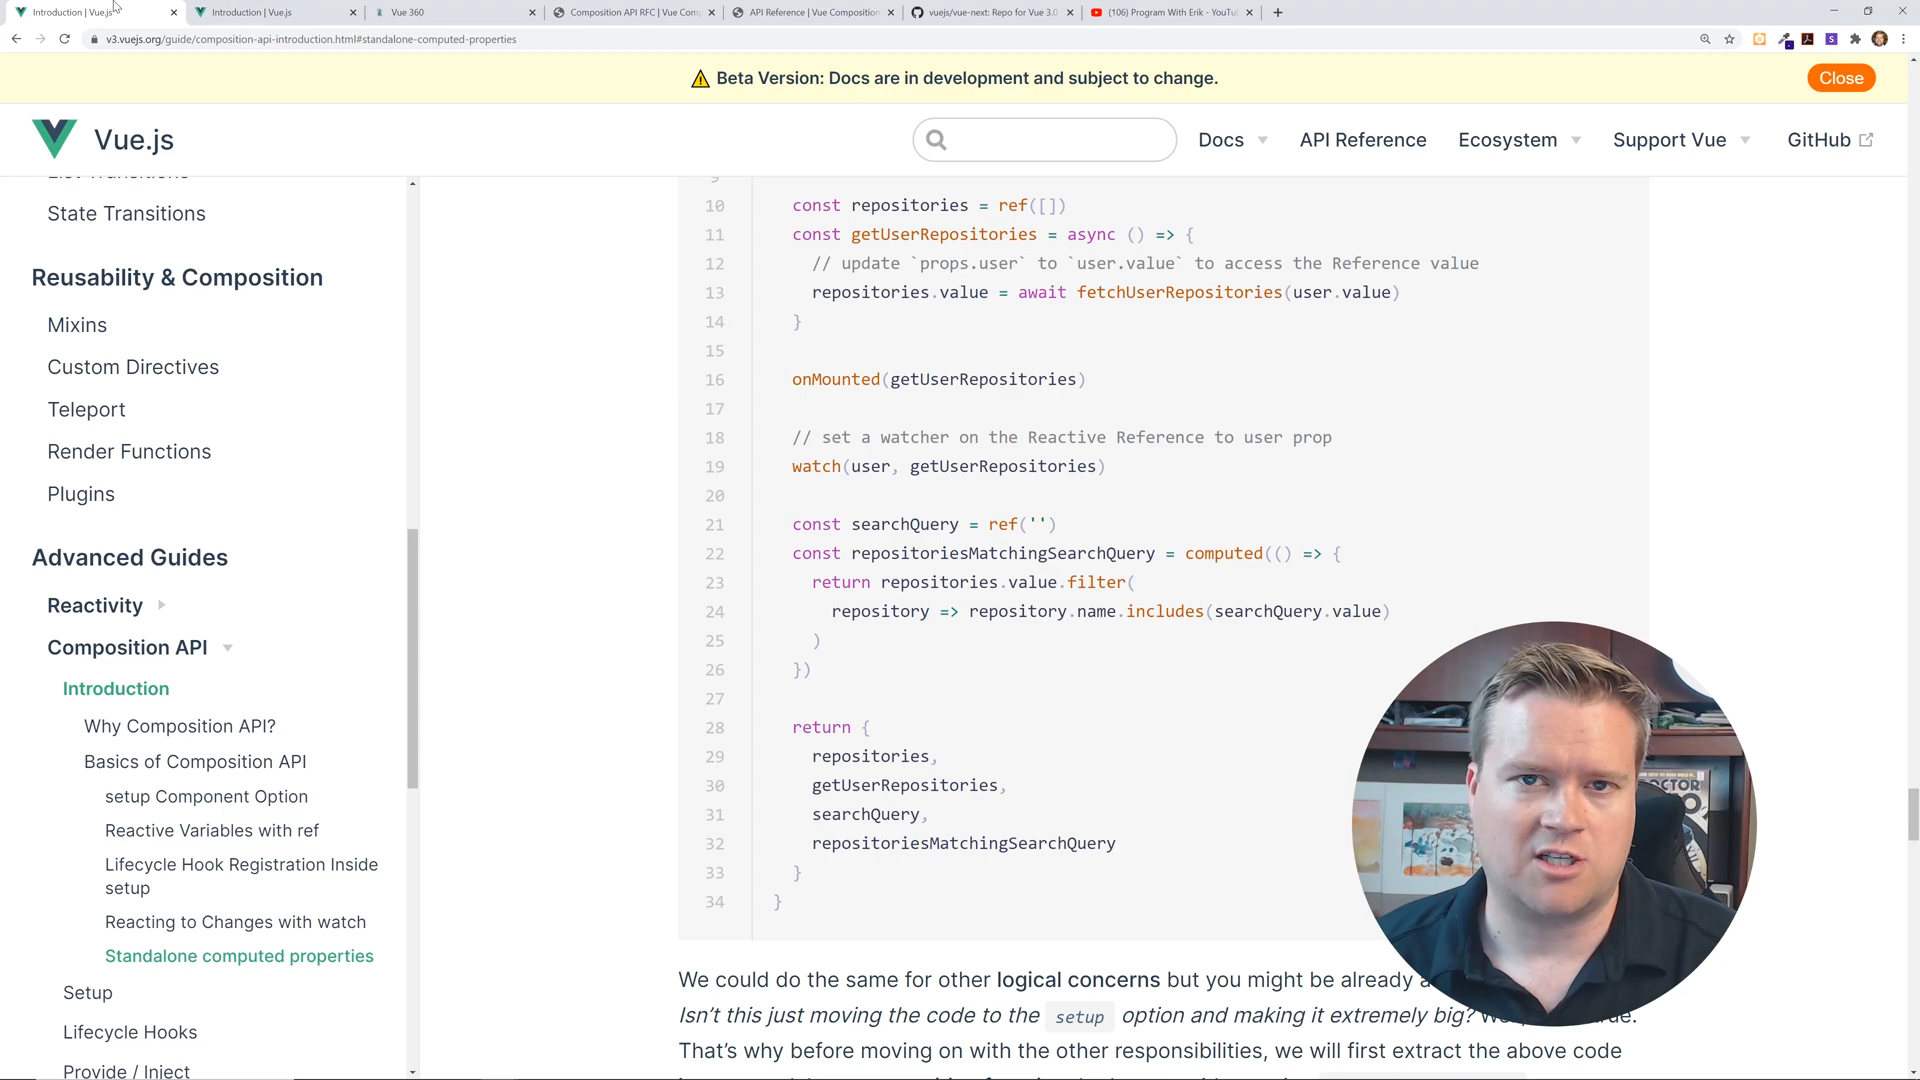 Introduction | Vue.js
Introduction | Vue.js
Vue 360
Composition API RFC | Vue Com
API Reference | Vue Composition
vuejs/vue-next: Repo for Vue 3.0
(106) Program With Erik - YouTu
v3.vuejs.org/guide/composition-api-introduction.html#standalone-computed-properties
Beta Version: Docs are in development and subject to change.
Close
Vue.js
Docs
API Reference
Ecosystem
Support Vue
GitHub
List Transitions
State Transitions
Reusability & Composition
Mixins
Custom Directives
Teleport
Render Functions
Plugins
Advanced Guides
Reactivity
Composition API
Introduction
Why Composition API?
Basics of Composition API
setup Component Option
Reactive Variables with ref
Lifecycle Hook Registration Inside
setup
Reacting to Changes with watch
Standalone computed properties
Setup
Lifecycle Hooks
Provide / Inject
9
10 const repositories = ref([])
11 const getUserRepositories = async () => {
12 // update `props.user` to `user.value` to access the Reference value
13 repositories.value = await fetchUserRepositories(user.value)
14 }
15
16 onMounted(getUserRepositories)
17
18 // set a watcher on the Reactive Reference to user prop
19 watch(user, getUserRepositories)
20
21 const searchQuery = ref('')
22 const repositoriesMatchingSearchQuery = computed(() => {
23 return repositories.value.filter(
24 repository => repository.name.includes(searchQuery.value)
25 )
26 })
27
28 return {
29 repositories,
30 getUserRepositories,
31 searchQuery,
32 repositoriesMatchingSearchQuery
33 }
34 }
We could do the same for other logical concerns but you might be already
Isn't this just moving the code to the setup option and making it extremely big?
That's why before moving on with the other responsibilities, we will first extract the above code
DOCTOR